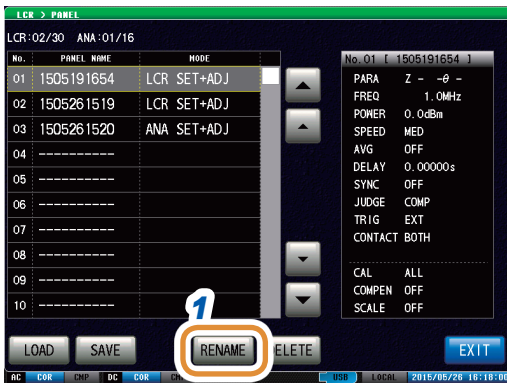 LCR > PANEL
LCR:02/30 ANA:01/16
No. PANEL NAME MODE
01 1505191654 LCR SET+ADJ
02 1505261519 LCR SET+ADJ
03 1505261520 ANA SET+ADJ
04 ----------
05 ----------
06 ----------
07 ----------
08 ----------
09 ----------
10 ----------
No.01 [ 1505191654 ]
PARA Z - -θ -
FREQ 1.0MHz
POWER 0.0dBm
SPEED MED
AVG OFF
DELAY 0.00000s
SYNC OFF
JUDGE COMP
TRIG EXT
CONTACT BOTH
CAL ALL
COMPEN OFF
SCALE OFF
1
LOAD SAVE RENAME DELETE EXIT
AC COR CMP DC COR USB LOCAL 2015/05/26 16:18:00